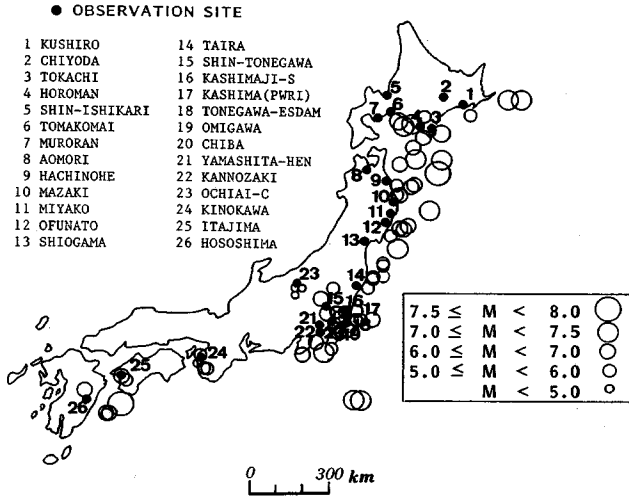 ● OBSERVATION SITE
1 KUSHIRO
2 CHIYODA
3 TOKACHI
4 HOROMAN
5 SHIN-ISHIKARI
6 TOMAKOMAI
7 MURORAN
8 AOMORI
9 HACHINOHE
10 MAZAKI
11 MIYAKO
12 OFUNATO
13 SHIOGAMA
14 TAIRA
15 SHIN-TONEGAWA
16 KASHIMAJI-S
17 KASHIMA(PWRI)
18 TONEGAWA-ESDAM
19 OMIGAWA
20 CHIBA
21 YAMASHITA-HEN
22 KANNOZAKI
23 OCHIAI-C
24 KINOKAWA
25 ITAJIMA
26 HOSOSHIMA
5
2
1
6
7
4
3
8
9
10
11
12
13
23
14
15
16
17
21
22
24
25
26
7.5 ≤ M < 8.0
7.0 ≤ M < 7.5
6.0 ≤ M < 7.0
5.0 ≤ M < 6.0
M < 5.0
0 300 km